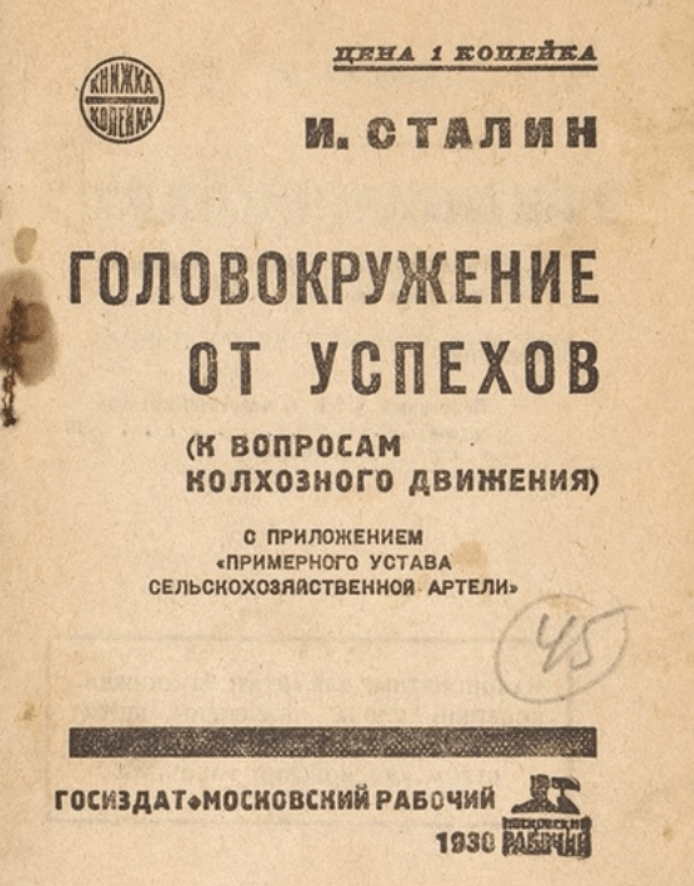 ЦЕНА 1 КОПЕЙКА
КНИЖКА
КОПЕЙКА
И. СТАЛИН
ГОЛОВОКРУЖЕНИЕ
ОТ УСПЕХОВ
(К ВОПРОСАМ
КОЛХОЗНОГО ДВИЖЕНИЯ)
С ПРИЛОЖЕНИЕМ
«ПРИМЕРНОГО УСТАВА
СЕЛЬСКОХОЗЯЙСТВЕННОЙ АРТЕЛИ»
45
ГОСИЗДАТ✦МОСКОВСКИЙ РАБОЧИЙ
1930
МОСКОВСКИЙ
РАБОЧИЙ